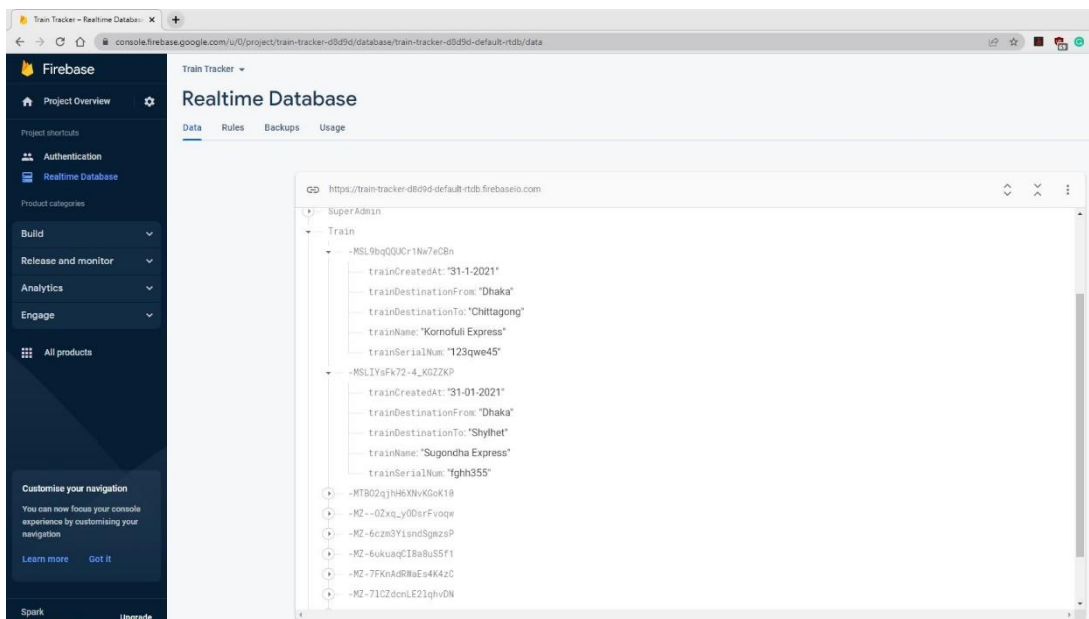 Train Tracker – Realtime Databas
console.firebase.google.com/u/0/project/train-tracker-d8d9d/database/train-tracker-d8d9d-default-rtdb/data
Firebase
Project Overview
Project shortcuts
Authentication
Realtime Database
Product categories
Build
Release and monitor
Analytics
Engage
All products
Customise your navigation
You can now focus your console
experience by customising your
navigation
Learn more Got it
Spark
Upgrade
Train Tracker
Realtime Database
Data Rules Backups Usage
https://train-tracker-d8d9d-default-rtdb.firebaseio.com
SuperAdmin
Train
-MSL9bqQQUCr1Nw7eCBn
trainCreatedAt: "31-1-2021"
trainDestinationFrom: "Dhaka"
trainDestinationTo: "Chittagong"
trainName: "Kornofuli Express"
trainSerialNum: "123qwe45"
-MSLIYsFk72-4_KGZZKP
trainCreatedAt: "31-01-2021"
trainDestinationFrom: "Dhaka"
trainDestinationTo: "Shylhet"
trainName: "Sugondha Express"
trainSerialNum: "fghh355"
-MTBO2qjhH6XNvKGoK10
-MZ--OZxq_yODsrFvoqw
-MZ-6czm3YisndSgmzsP
-MZ-6ukuaqCI8a8uS5f1
-MZ-7FKnAdRWaEs4K4zC
-MZ-7lCZdcnLE2lqhvDN